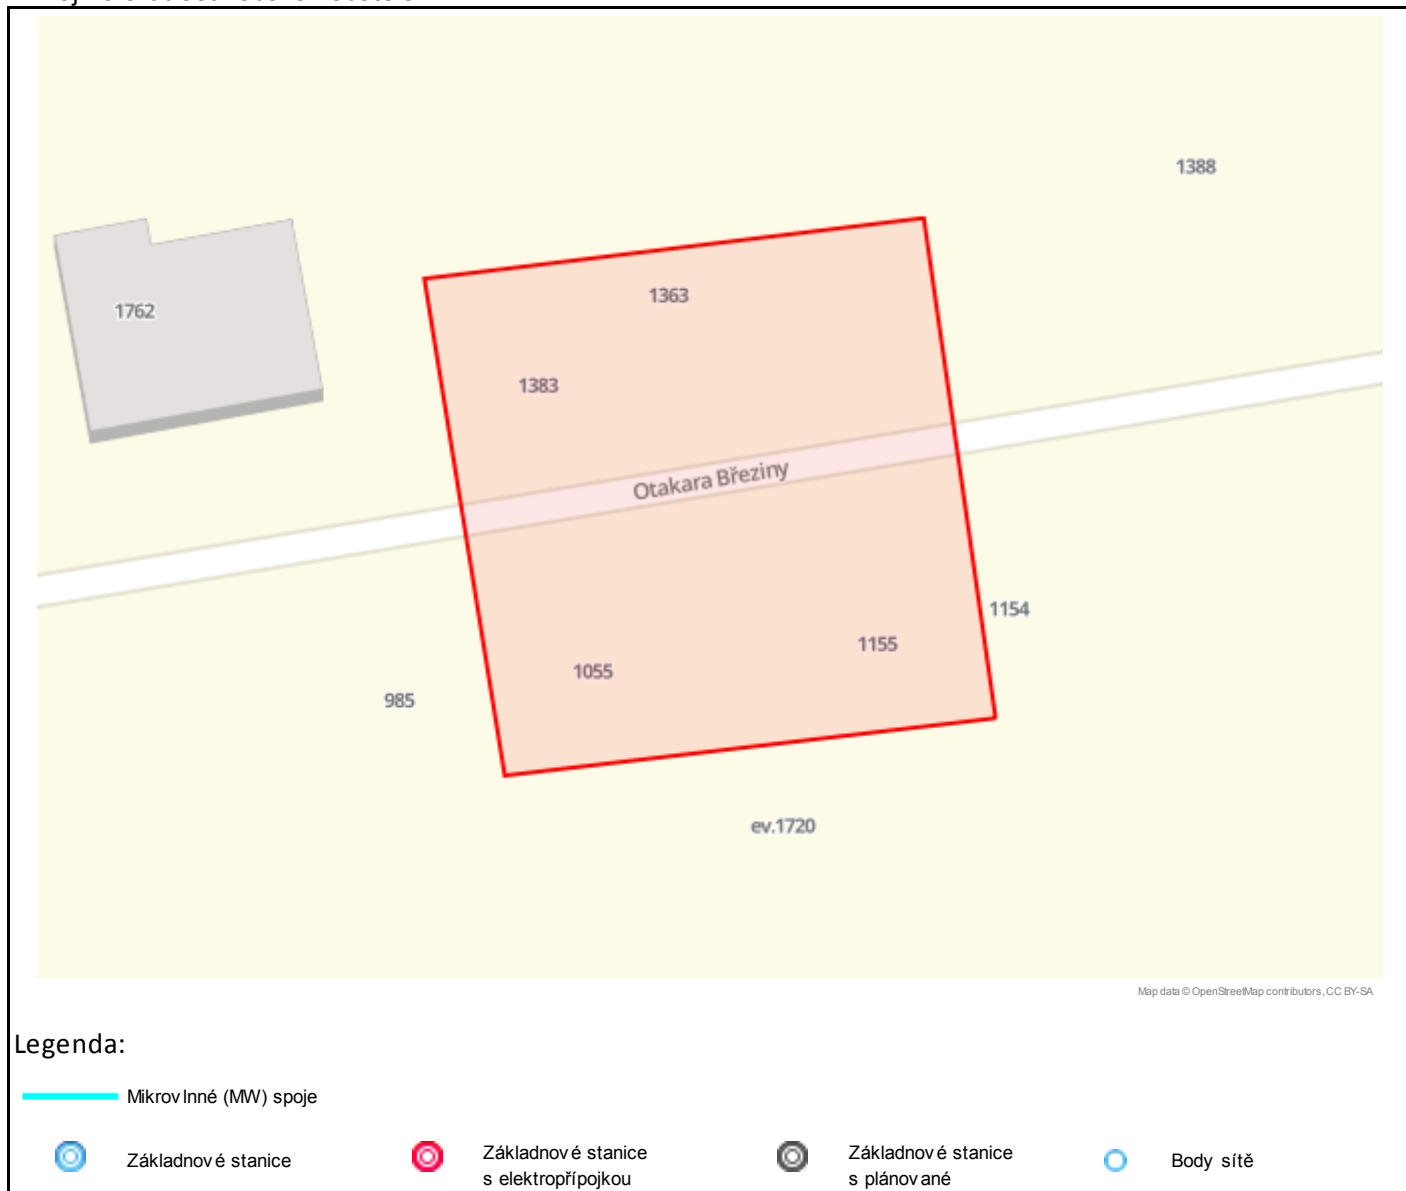 1388
1762
1363
1383
Otakara Březiny
1154
1155
1055
985
ev.1720
Map data © OpenStreetMap contributors, CC BY-SA
Legenda:
Mikrovlnné (MW) spoje
Základnové stanice
Základnové stanice
s elektropřípojkou
Základnové stanice
s plánované
Body sítě